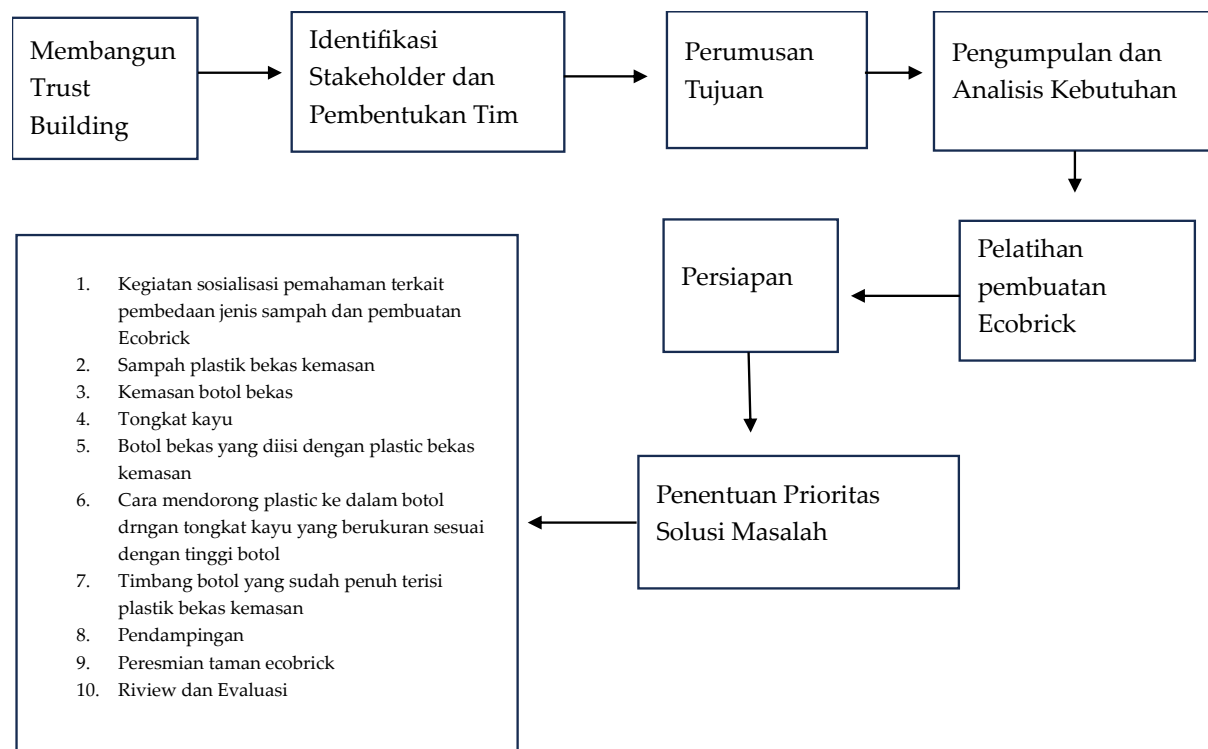 Membangun
Trust
Building
Identifikasi
Stakeholder dan
Pembentukan Tim
Perumusan
Tujuan
Pengumpulan dan
Analisis Kebutuhan
Pelatihan
pembuatan
Ecobrick
Persiapan
Penentuan Prioritas
Solusi Masalah
1. Kegiatan sosialisasi pemahaman terkait
pembedaan jenis sampah dan pembuatan
Ecobrick
2. Sampah plastik bekas kemasan
3. Kemasan botol bekas
4. Tongkat kayu
5. Botol bekas yang diisi dengan plastic bekas
kemasan
6. Cara mendorong plastic ke dalam botol
drngan tongkat kayu yang berukuran sesuai
dengan tinggi botol
7. Timbang botol yang sudah penuh terisi
plastik bekas kemasan
8. Pendampingan
9. Peresmian taman ecobrick
10. Riview dan Evaluasi